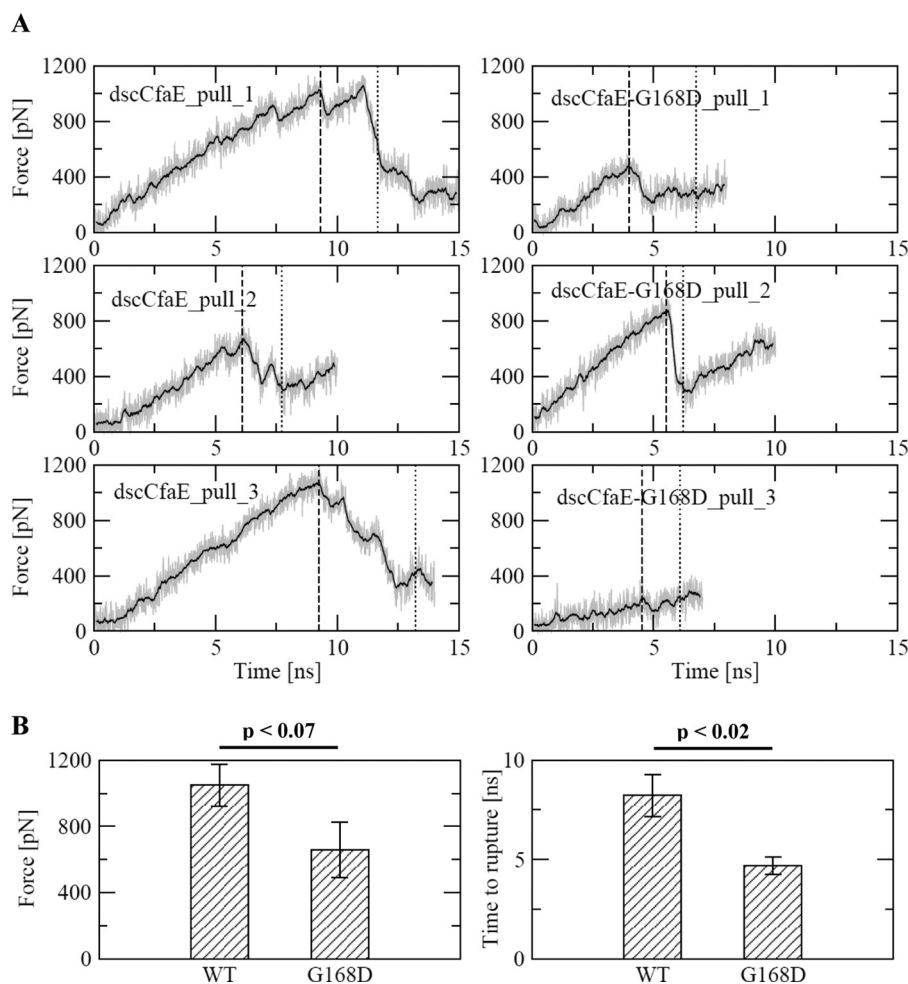 A
Force [pN]
1200
800
400
0
dscCfaE_pull_1
0 5 10 15
dscCfaE-G168D_pull_1
0 5 10 15
Force [pN]
1200
800
400
0
dscCfaE_pull_2
0 5 10 15
1200
800
400
0
dscCfaE-G168D_pull_2
0 5 10 15
Force [pN]
1200
800
400
0
dscCfaE_pull_3
0 5 10 15
Time [ns]
1200
800
400
0
dscCfaE-G168D_pull_3
0 5 10 15
Time [ns]
B
p < 0.07
Force [pN]
1200
800
400
0
WT G168D
p < 0.02
Time to rupture [ns]
10
5
0
WT G168D